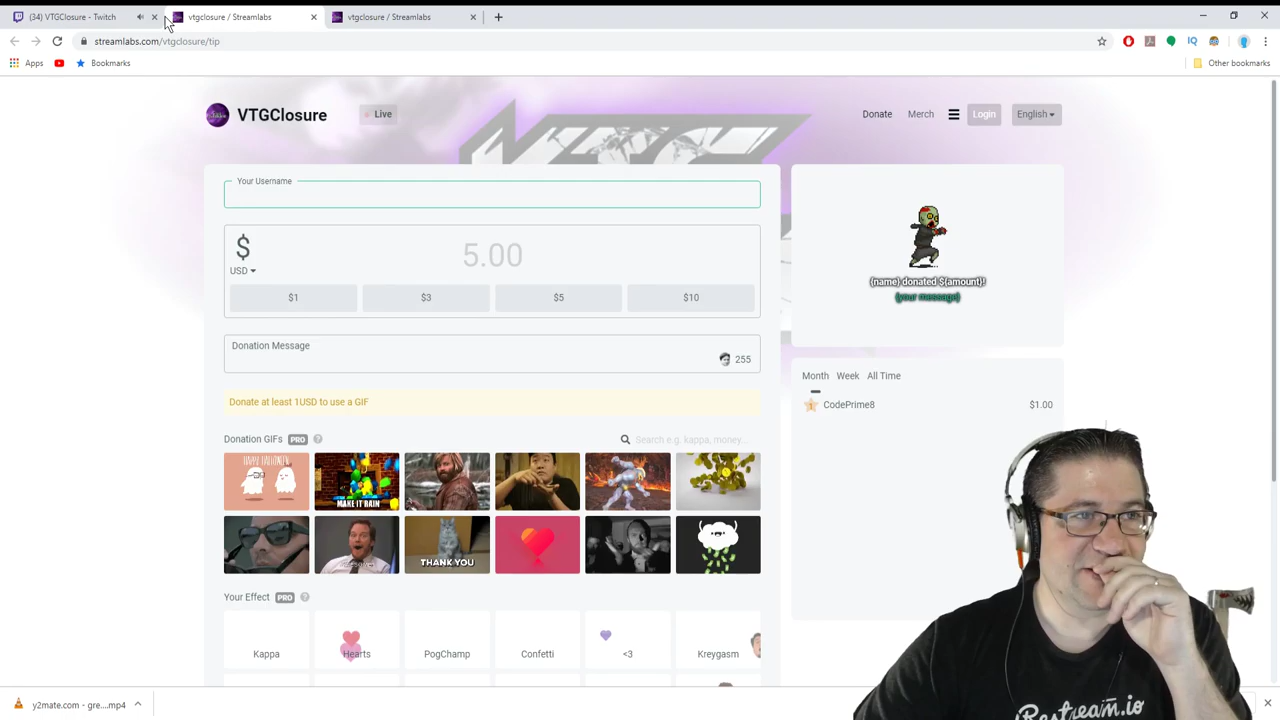 (34) VTGClosure - Twitch
vtgclosure / Streamlabs
vtgclosure / Streamlabs
streamlabs.com/vtgclosure/tip
Apps
Bookmarks
Other bookmarks
VTGClosure
Live
Donate
Merch
Login
English
Your Username
$
USD
5.00
$1
$3
$5
$10
{name} donated ${amount}!
{your message}
Donation Message
255
Donate at least 1USD to use a GIF
Month
Week
All Time
CodePrime8
$1.00
Donation GIFs
PRO
Search e.g. kappa, money...
MAKE IT RAIN
THANK YOU
Your Effect
PRO
Kappa
Hearts
PogChamp
Confetti
<3
Kreygasm
y2mate.com - gre....mp4
Restream.io